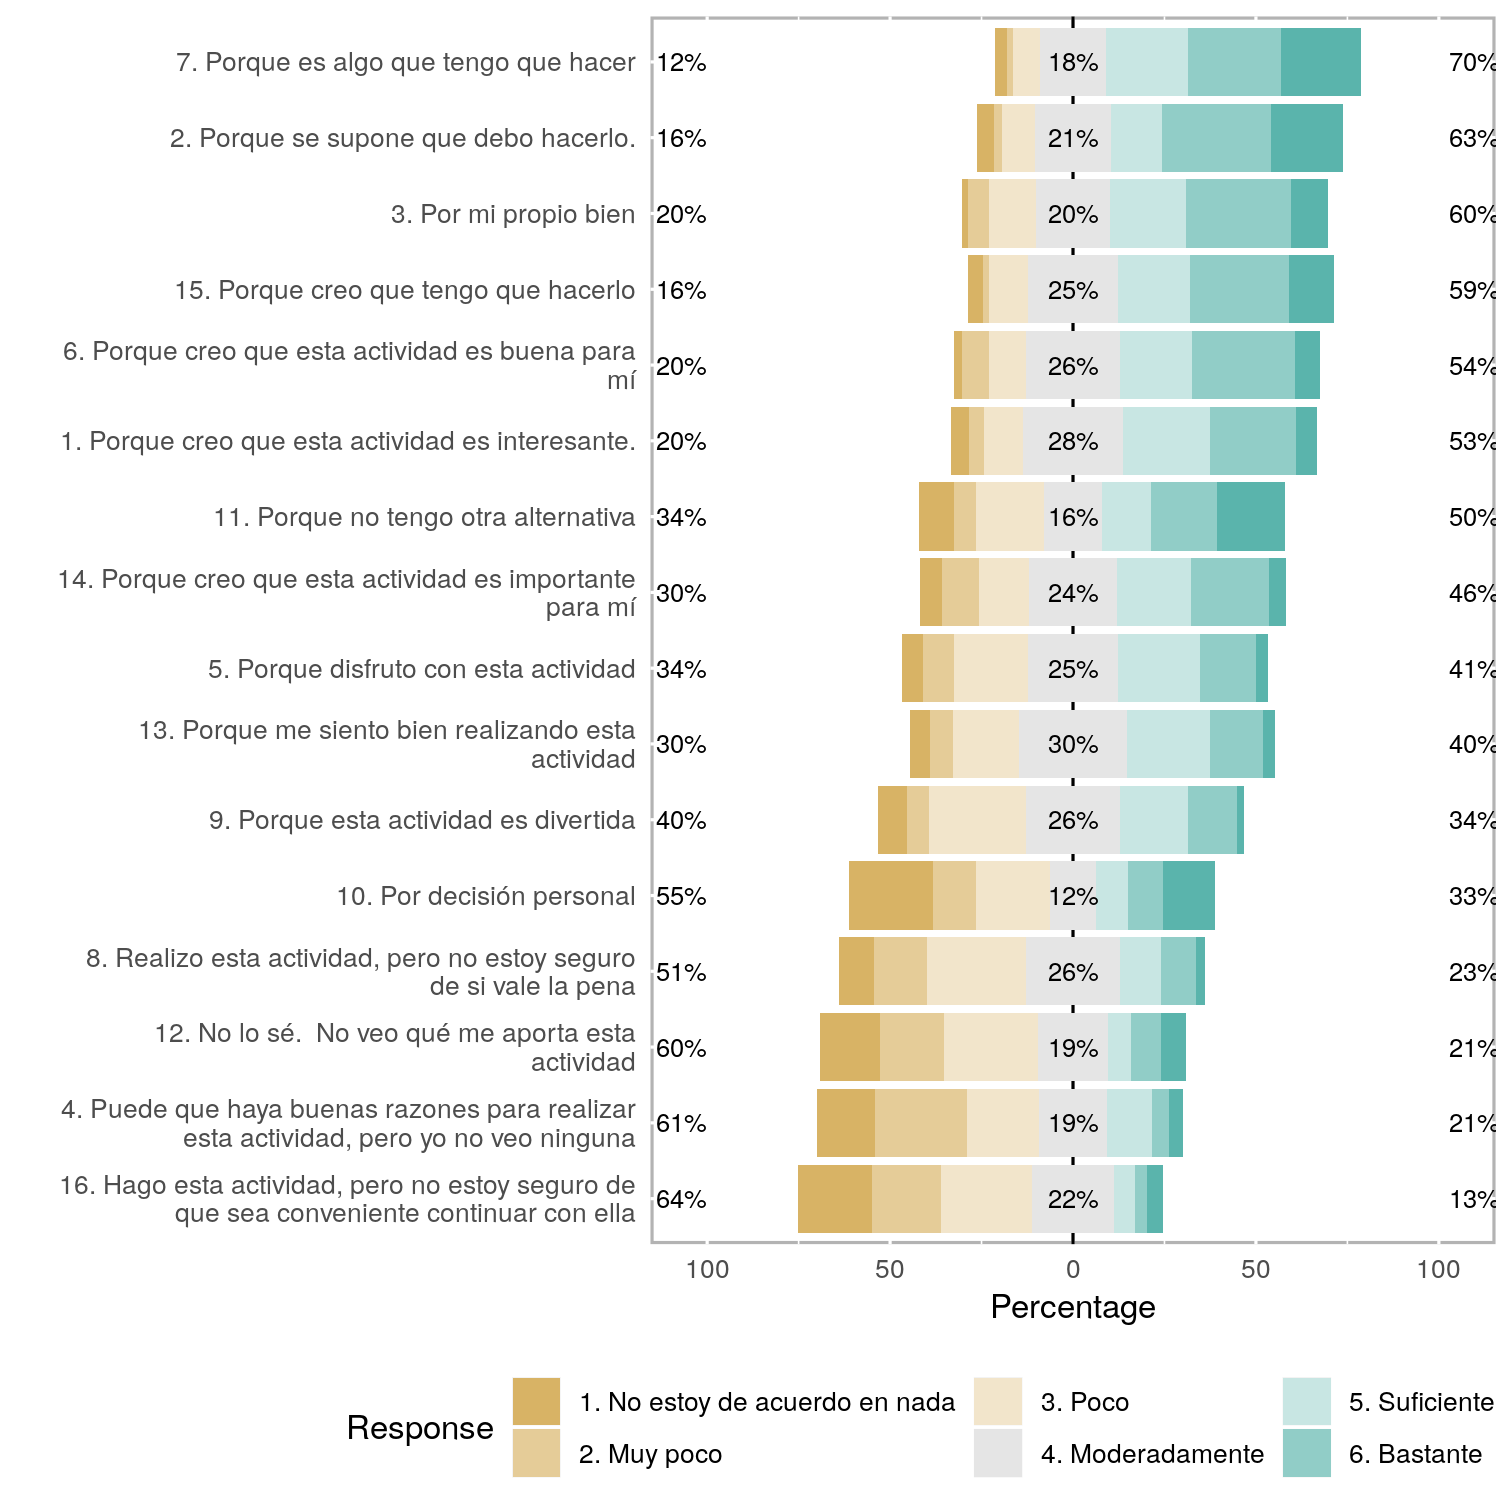 7. Porque es algo que tengo que hacer 12% 18% 70%
2. Porque se supone que debo hacerlo. 16% 21% 63%
3. Por mi propio bien 20% 20% 60%
15. Porque creo que tengo que hacerlo 16% 25% 59%
6. Porque creo que esta actividad es buena para
mí 20% 26% 54%
1. Porque creo que esta actividad es interesante. 20% 28% 53%
11. Porque no tengo otra alternativa 34% 16% 50%
14. Porque creo que esta actividad es importante
para mí 30% 24% 46%
5. Porque disfruto con esta actividad 34% 25% 41%
13. Porque me siento bien realizando esta
actividad 30% 30% 40%
9. Porque esta actividad es divertida 40% 26% 34%
10. Por decisión personal 55% 12% 33%
8. Realizo esta actividad, pero no estoy seguro
de si vale la pena 51% 26% 23%
12. No lo sé.  No veo qué me aporta esta
actividad 60% 19% 21%
4. Puede que haya buenas razones para realizar
esta actividad, pero yo no veo ninguna 61% 19% 21%
16. Hago esta actividad, pero no estoy seguro de
que sea conveniente continuar con ella 64% 22% 13%
100 50 0 50 100
Percentage
Response
1. No estoy de acuerdo en nada 3. Poco 5. Suficiente
2. Muy poco 4. Moderadamente 6. Bastante